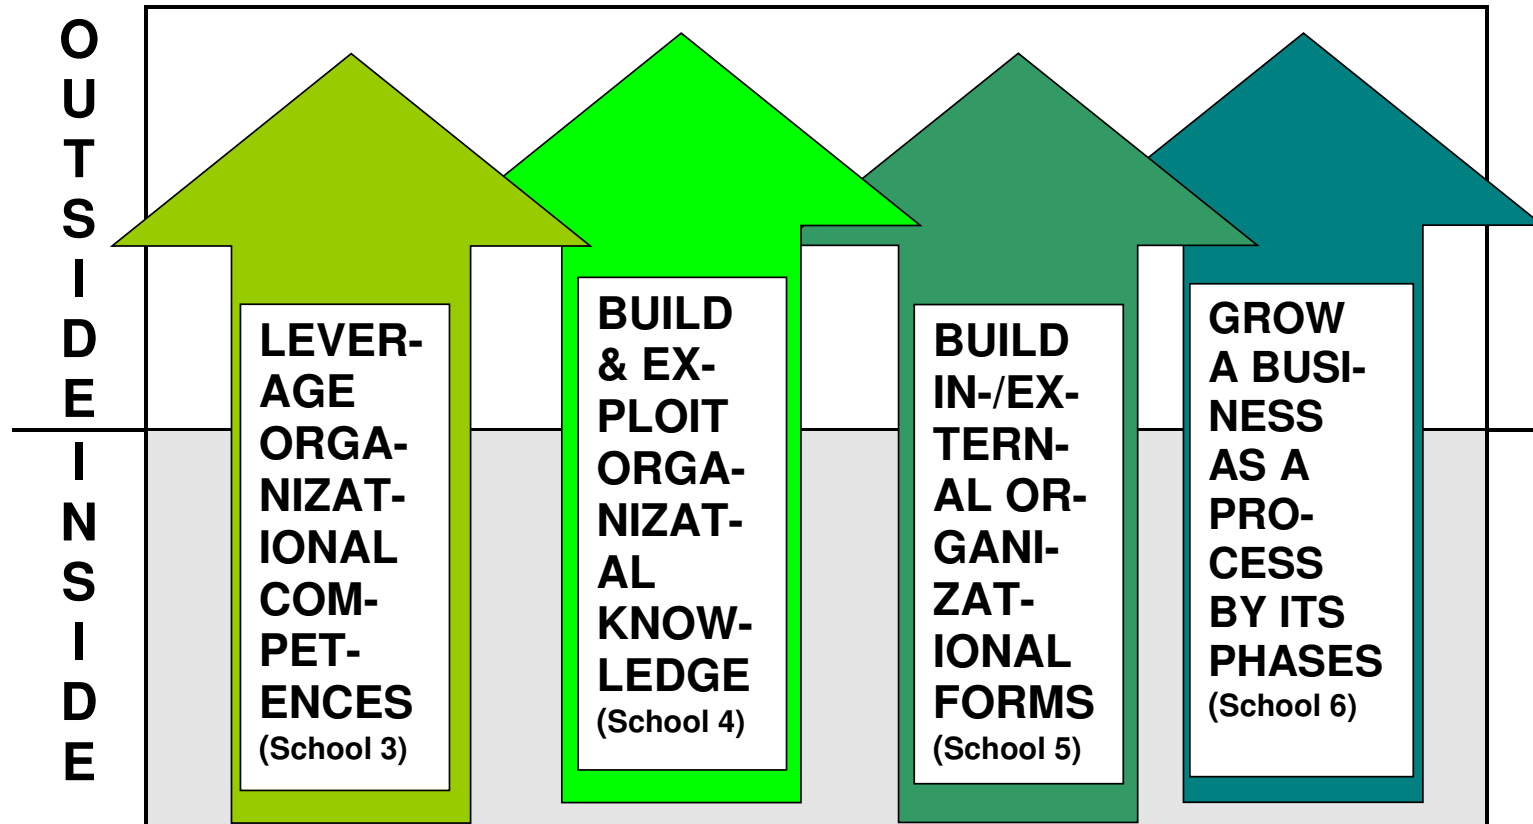 OUTSIDE
INSIDE
LEVER-
AGE
ORGA-
NIZAT-
IONAL
COM-
PET-
ENCES
(School 3)
BUILD
& EX-
PLOIT
ORGA-
NIZAT-
AL
KNOW-
LEDGE
(School 4)
BUILD
IN-/EX-
TERN-
AL OR-
GANI-
ZAT-
IONAL
FORMS
(School 5)
GROW
A BUSI-
NESS
AS A
PRO-
CESS
BY ITS
PHASES
(School 6)